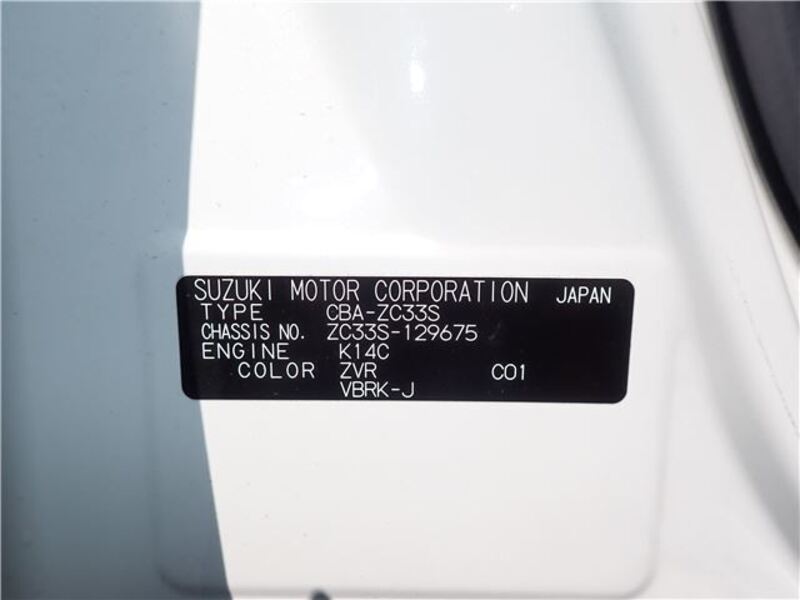 SUZUKI MOTOR CORPORATION JAPAN
TYPE CBA-ZC33S
CHASSIS NO. ZC33S-129675
ENGINE K14C
COLOR ZVR C01
VBRK-J